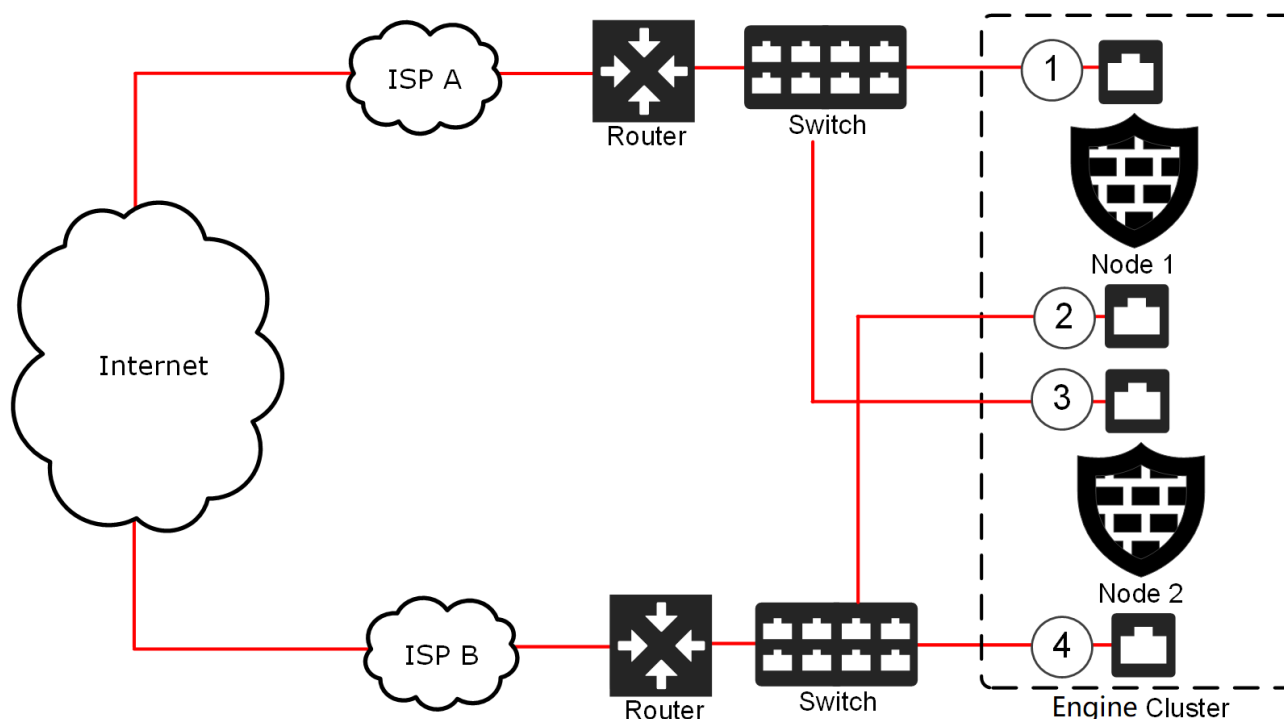 ISP A
Router
Switch
1
Node 1
2
Internet
3
Node 2
ISP B
Router
Switch
4
Engine Cluster